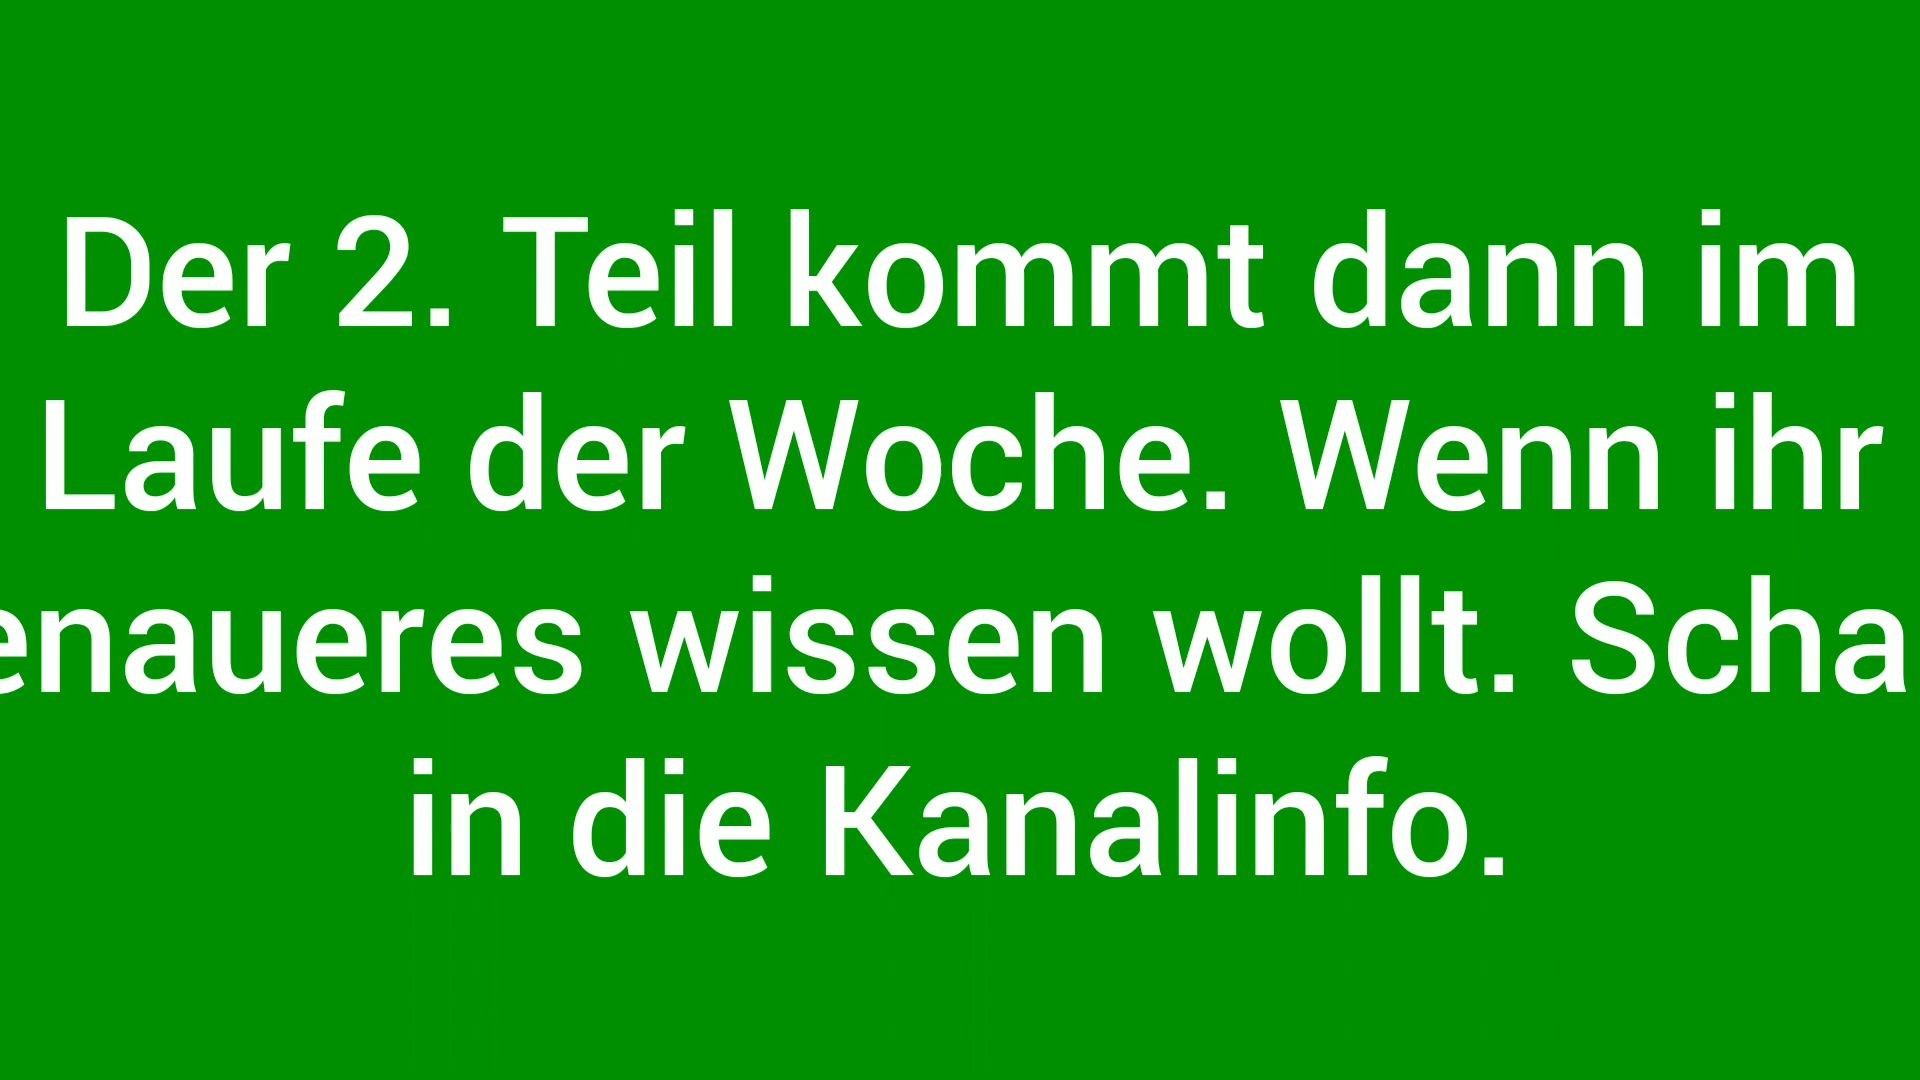 Der 2. Teil kommt dann im
Laufe der Woche. Wenn ihr
enaueres wissen wollt. Scha
in die Kanalinfo.